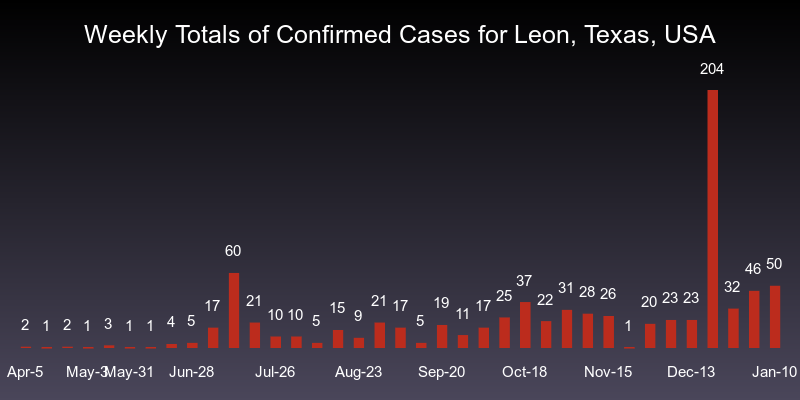 Weekly Totals of Confirmed Cases for Leon, Texas, USA
204
60
2 1 2 1 3 1 1 4 5 17 21 10 10 5 15 9 21 17 5 19 11 17 25 37 22 31 28 26 1 20 23 23 32 46 50
Apr-5 May-3 May-31 Jun-28 Jul-26 Aug-23 Sep-20 Oct-18 Nov-15 Dec-13 Jan-10